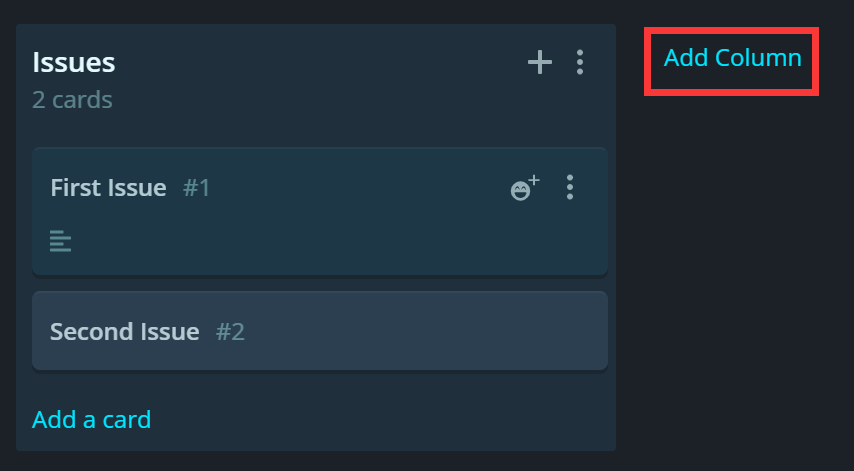 Issues
2 cards
First Issue #1
Second Issue #2
Add a card
Add Column